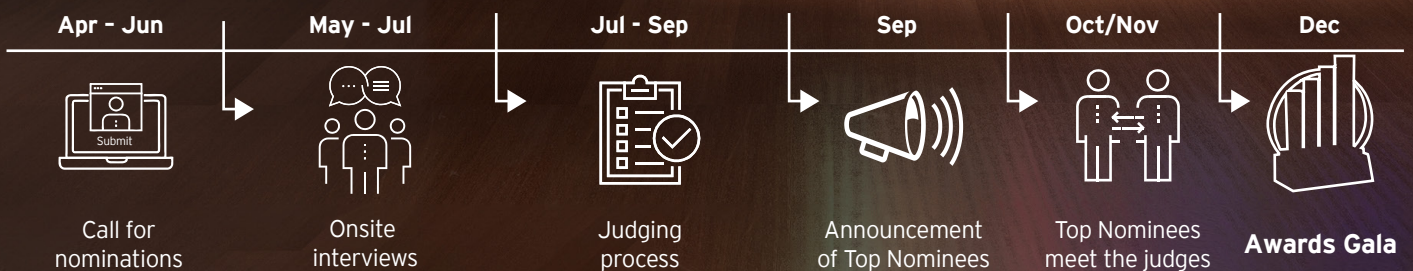 Apr – Jun
May - Jul
Jul - Sep
Sep
Oct/Nov
Dec
Submit
Call for
nominations
Onsite
interviews
Judging
process
Announcement
of Top Nominees
Top Nominees
meet the judges
Awards Gala